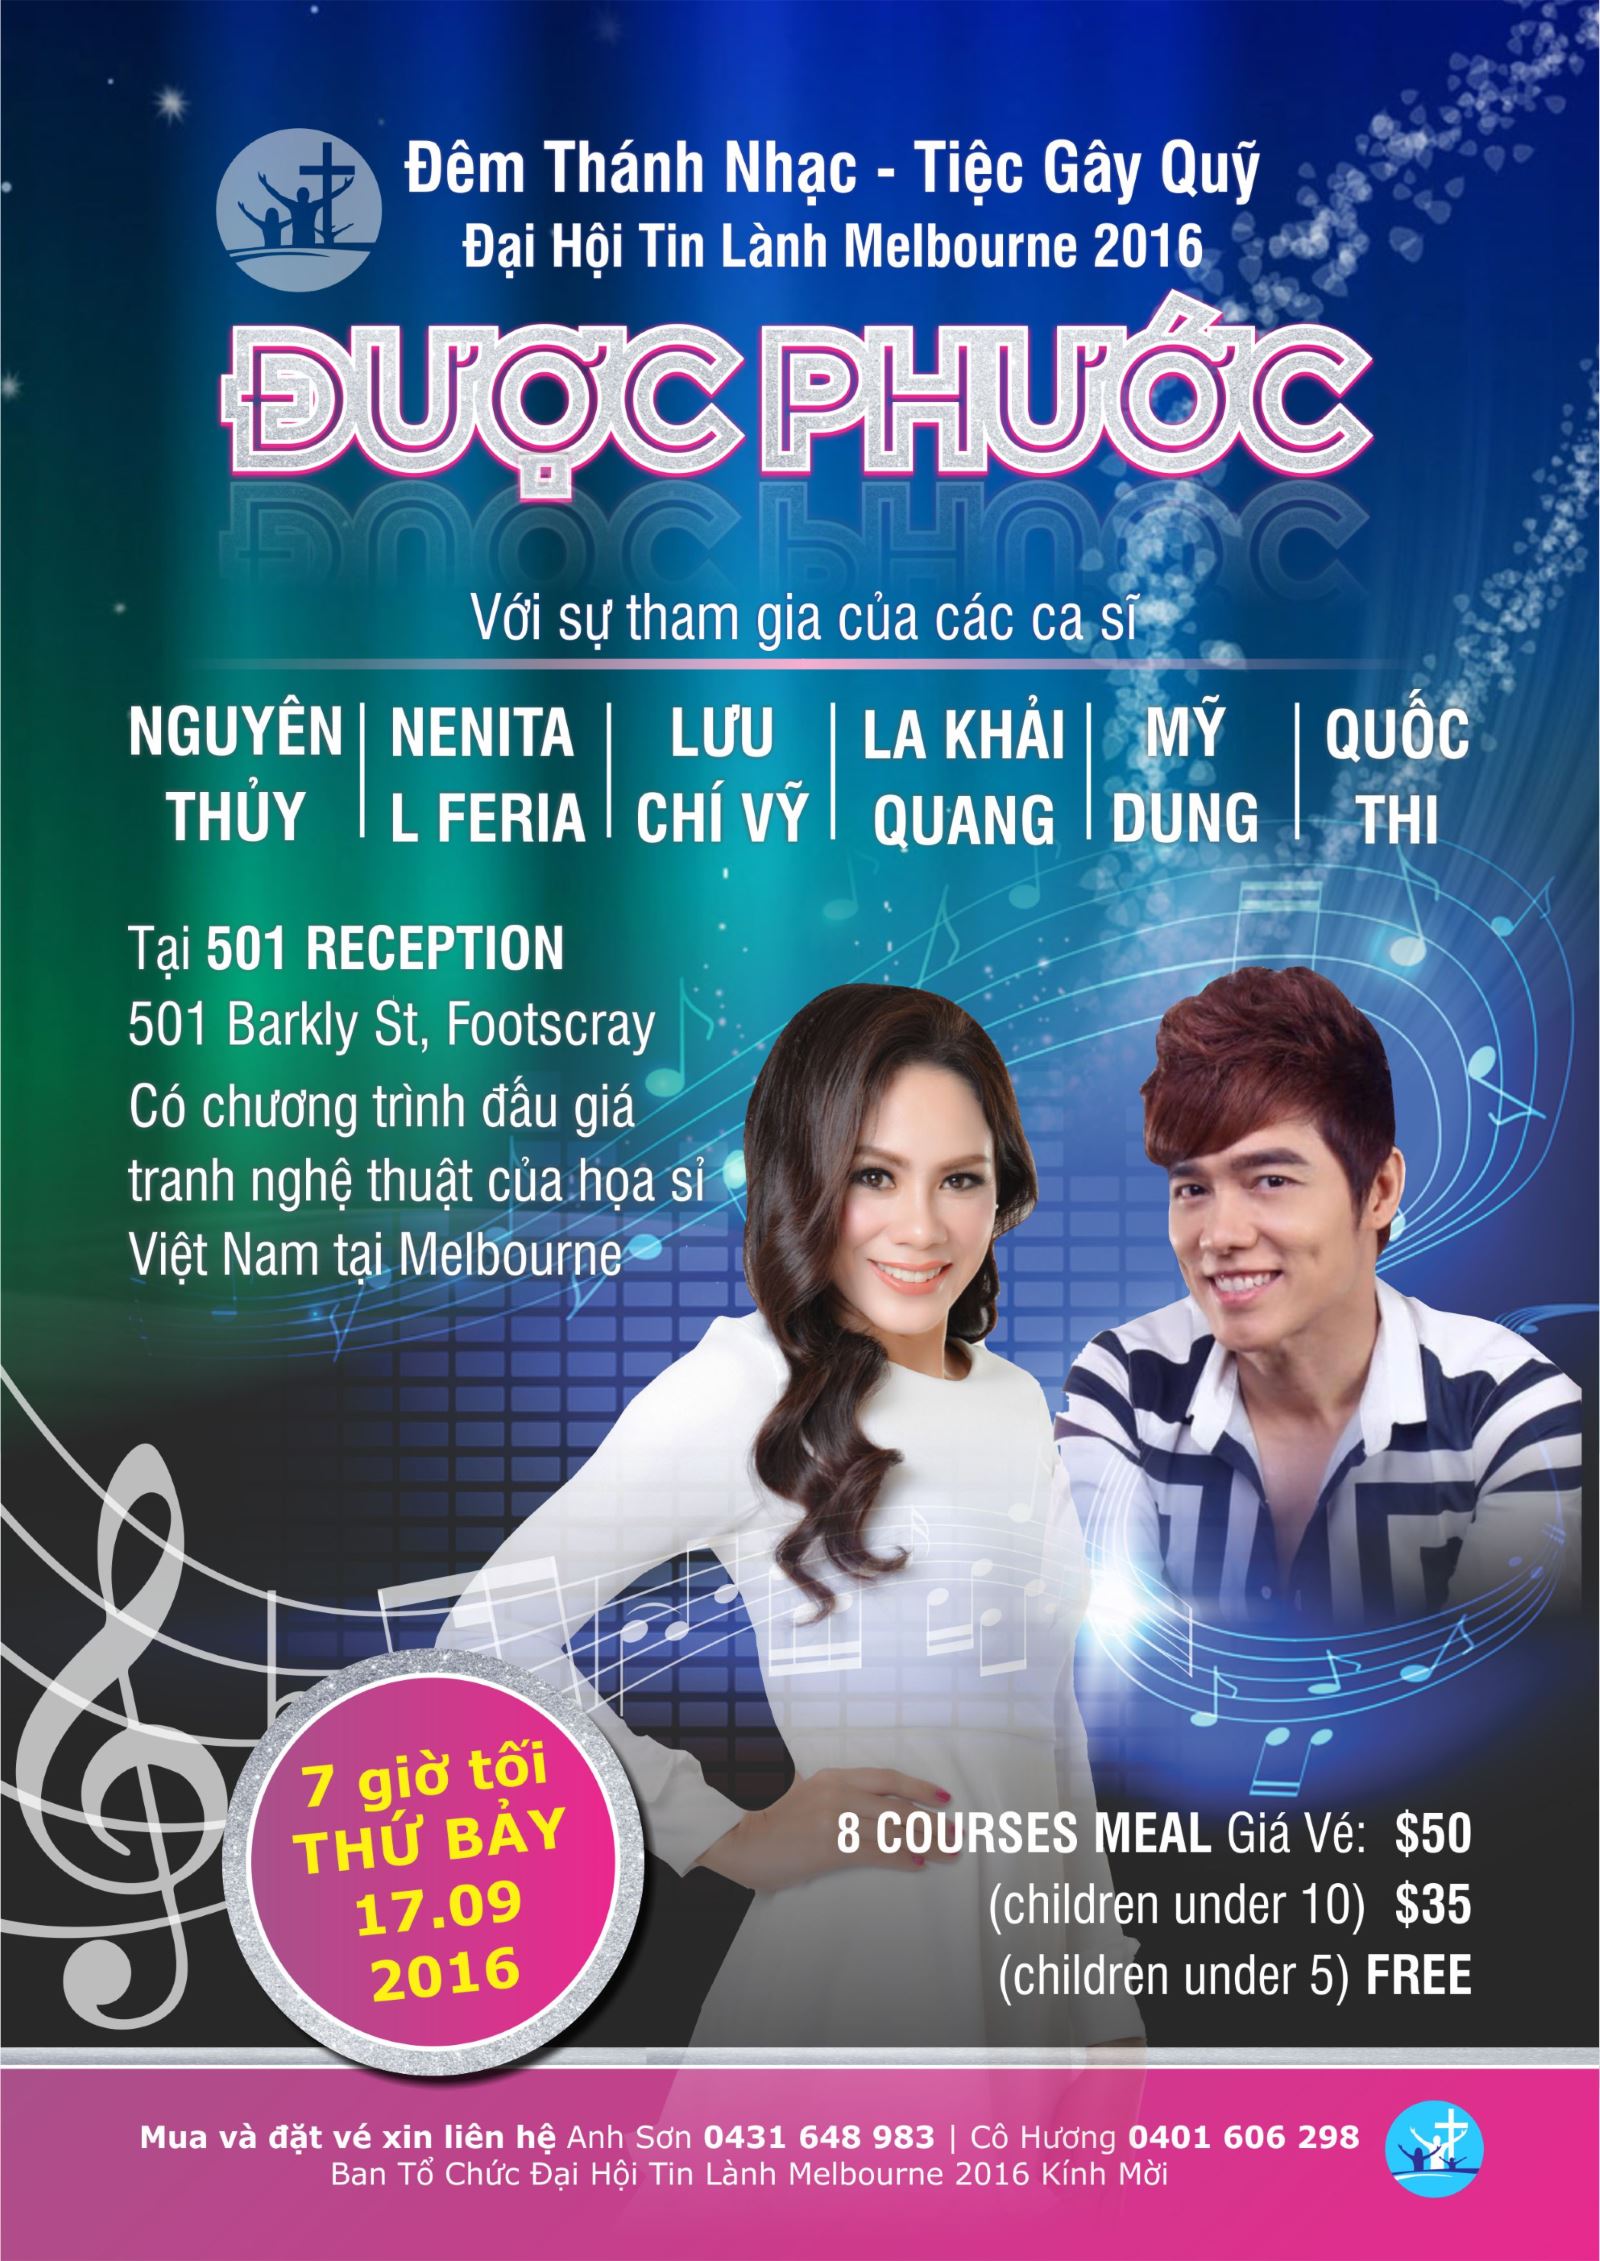 Đêm Thánh Nhạc - Tiệc Gây Quỹ
Đại Hội Tin Lành Melbourne 2016
ĐƯỢC PHƯỚC
Với sự tham gia của các ca sĩ
NGUYÊN THỦY | NENITA L FERIA | LƯU CHÍ VỸ | LA KHẢI QUANG | MỸ DUNG | QUỐC THI
Tại 501 RECEPTION
501 Barkly St, Footscray
Có chương trình đấu giá
tranh nghệ thuật của họa sỉ
Việt Nam tại Melbourne
7 giờ tối
THỨ BẢY
17.09
2016
8 COURSES MEAL Giá Vé: $50
(children under 10) $35
(children under 5) FREE
Mua và đặt vé xin liên hệ Anh Sơn 0431 648 983 | Cô Hương 0401 606 298
Ban Tổ Chức Đại Hội Tin Lành Melbourne 2016 Kính Mời